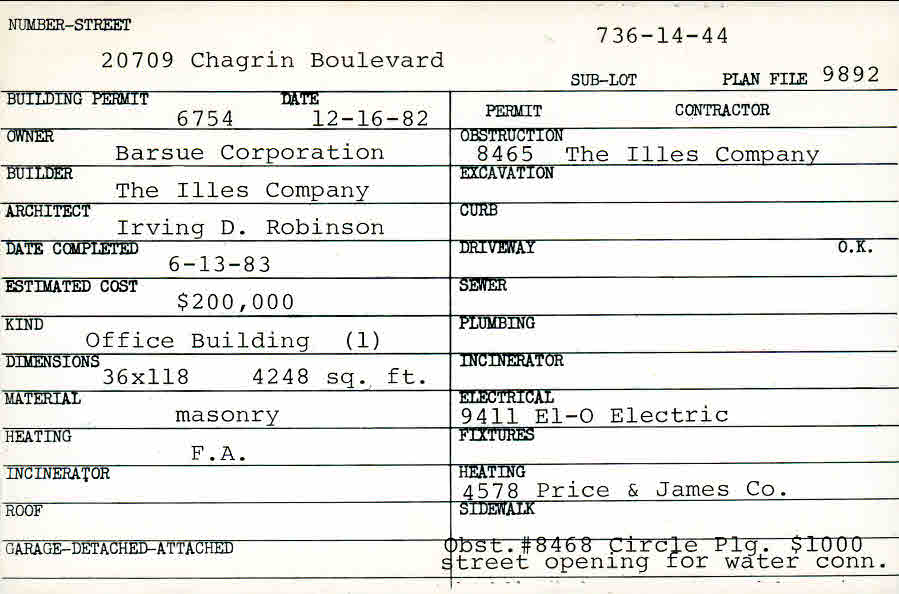 NUMBER-STREET
736-14-44
20709 Chagrin Boulevard
SUB-LOT PLAN FILE 9892
BUILDING PERMIT DATE
6754 12-16-82
PERMIT CONTRACTOR
OWNER
Barsue Corporation
OBSTRUCTION
8465 The Illes Company
BUILDER
The Illes Company
EXCAVATION
ARCHITECT
Irving D. Robinson
CURB
DATE COMPLETED
6-13-83
DRIVEWAY O.K.
ESTIMATED COST
$200,000
SEWER
KIND
Office Building (1)
PLUMBING
DIMENSIONS
36x118 4248 sq. ft.
INCINERATOR
MATERIAL
masonry
ELECTRICAL
9411 El-O Electric
HEATING
F.A.
FIXTURES
INCINERATOR
HEATING
4578 Price & James Co.
ROOF
SIDEWALK
GARAGE-DETACHED-ATTACHED
Obst.#8468 Circle Plg. $1000
street opening for water conn.